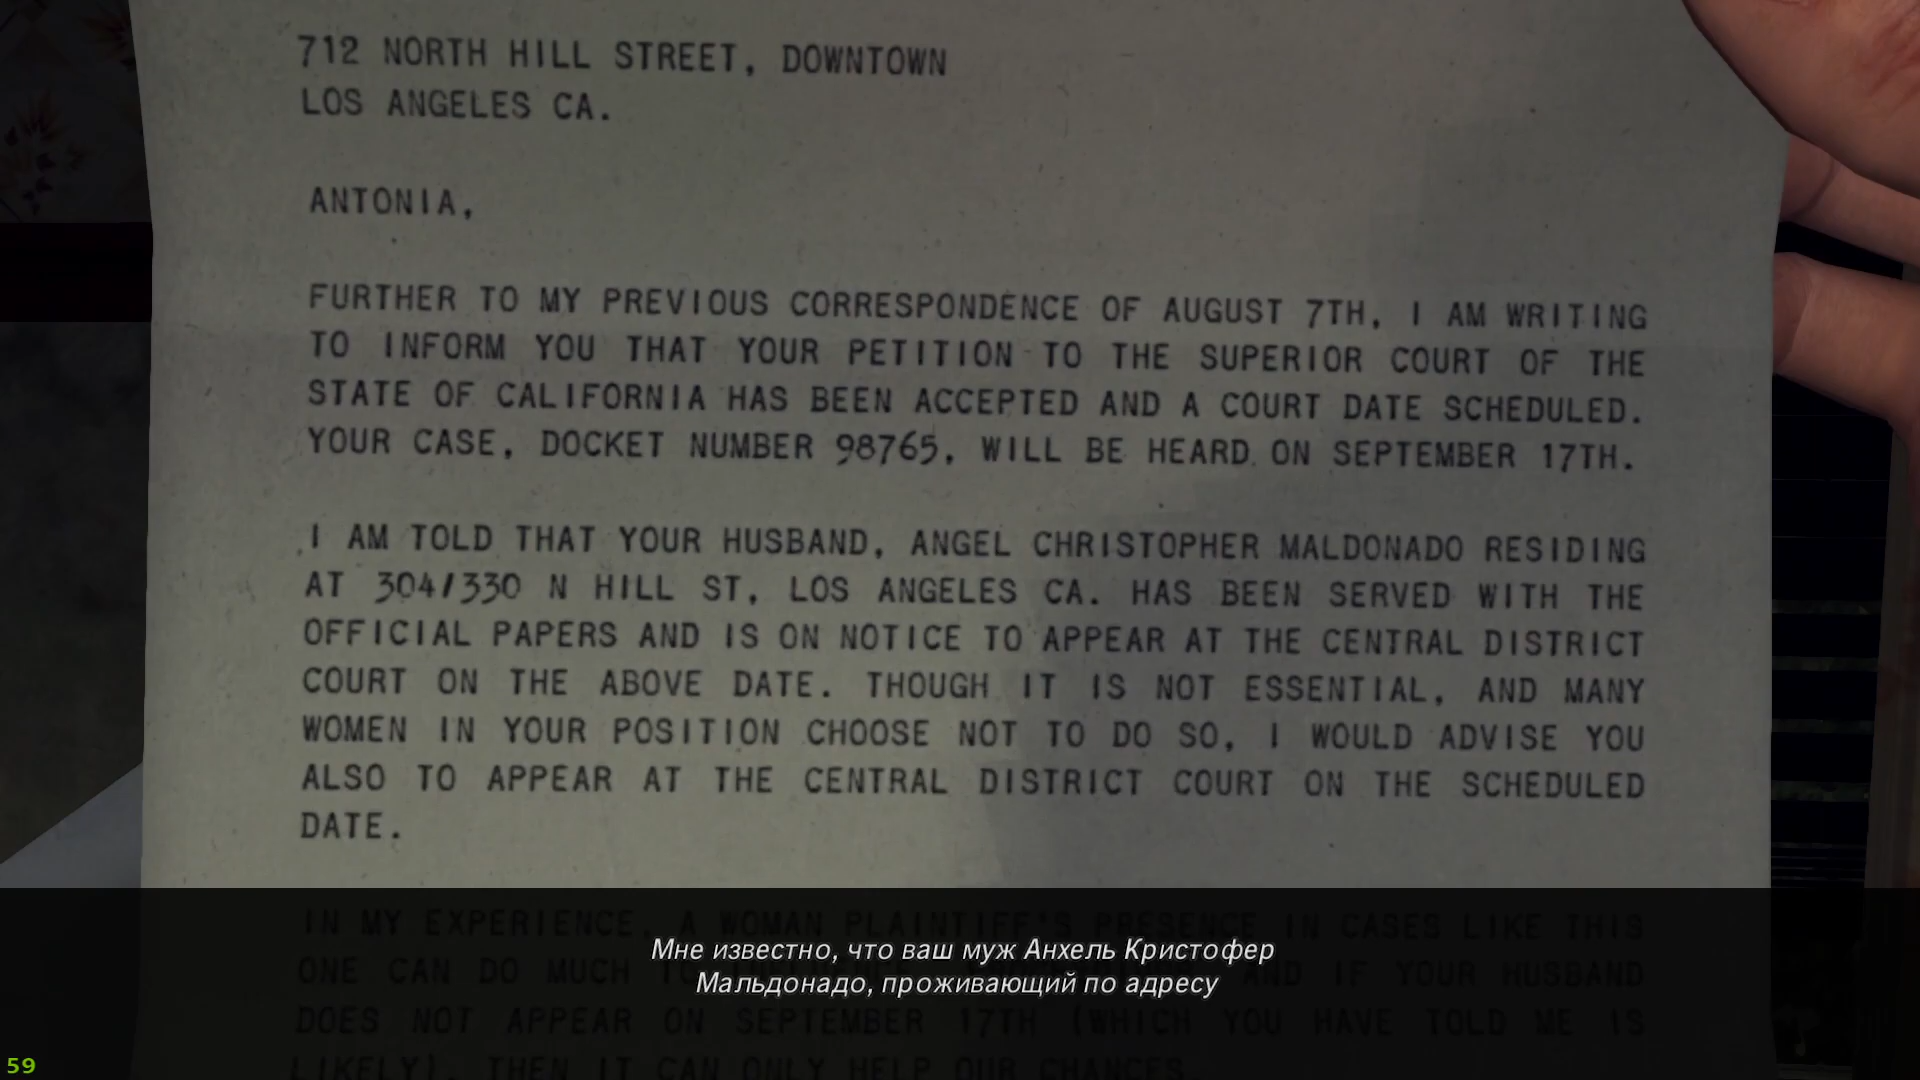 712 NORTH HILL STREET, DOWNTOWN
LOS ANGELES CA.
ANTONIA,
FURTHER TO MY PREVIOUS CORRESPONDENCE OF AUGUST 7TH, I AM WRITING
TO INFORM YOU THAT YOUR PETITION TO THE SUPERIOR COURT OF THE
STATE OF CALIFORNIA HAS BEEN ACCEPTED AND A COURT DATE SCHEDULED.
YOUR CASE, DOCKET NUMBER 98765, WILL BE HEARD ON SEPTEMBER 17TH.
I AM TOLD THAT YOUR HUSBAND, ANGEL CHRISTOPHER MALDONADO RESIDING
AT 304/330 N HILL ST, LOS ANGELES CA. HAS BEEN SERVED WITH THE
OFFICIAL PAPERS AND IS ON NOTICE TO APPEAR AT THE CENTRAL DISTRICT
COURT ON THE ABOVE DATE. THOUGH IT IS NOT ESSENTIAL, AND MANY
WOMEN IN YOUR POSITION CHOOSE NOT TO DO SO, I WOULD ADVISE YOU
ALSO TO APPEAR AT THE CENTRAL DISTRICT COURT ON THE SCHEDULED
DATE.
IN MY EXPERIENCE, A WOMAN PLAINTIFF'S PRESENCE IN CASES LIKE THIS
Мне известно, что ваш муж Анхель Кристофер
ONE CAN DO MUCH TO AND IF YOUR HUSBAND
Мальдонадо, проживающий по адресу
DOES NOT APPEAR ON SEPTEMBER 17TH (WHICH YOU HAVE TOLD ME IS
LIKELY), THEN IT CAN ONLY HELP OUR CHANCES.
59